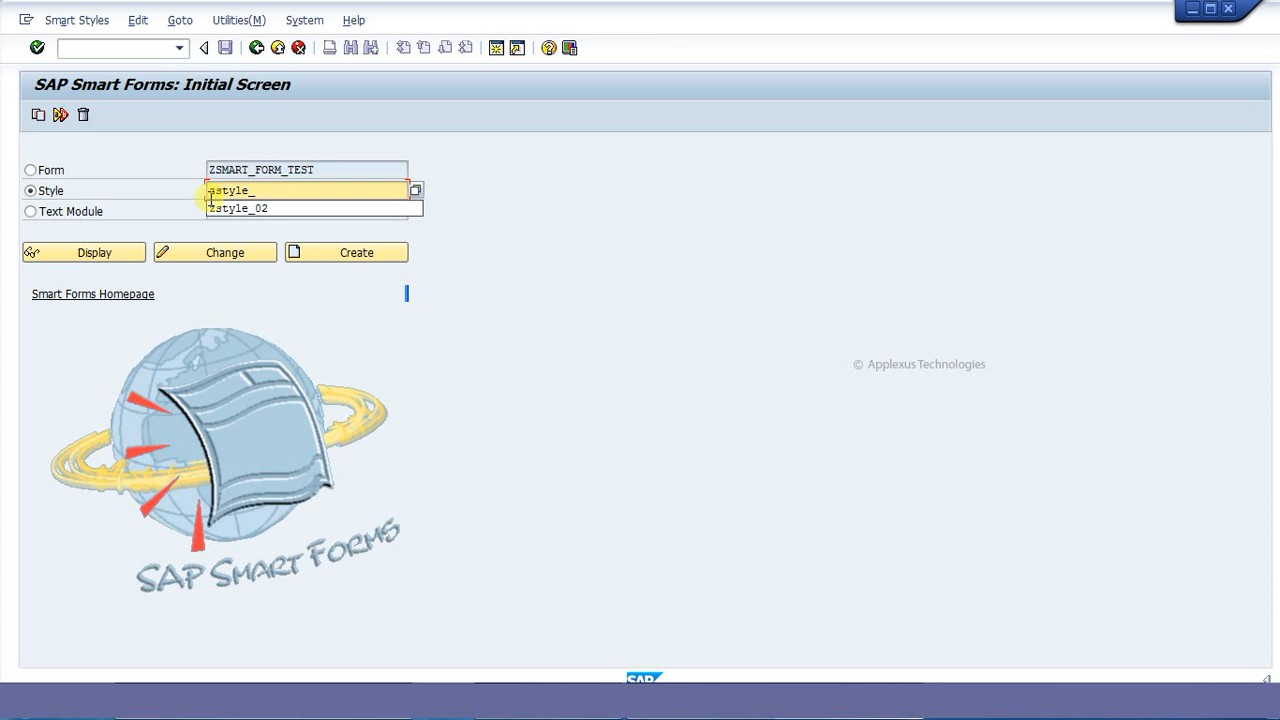 Smart Styles Edit Goto Utilities(M) System Help
SAP Smart Forms: Initial Screen
Form ZSMART_FORM_TEST
Style zstyle_
zstyle_02
Text Module
Display Change Create
Smart Forms Homepage
© Applexus Technologies
SAP SMART FORMS
SAP